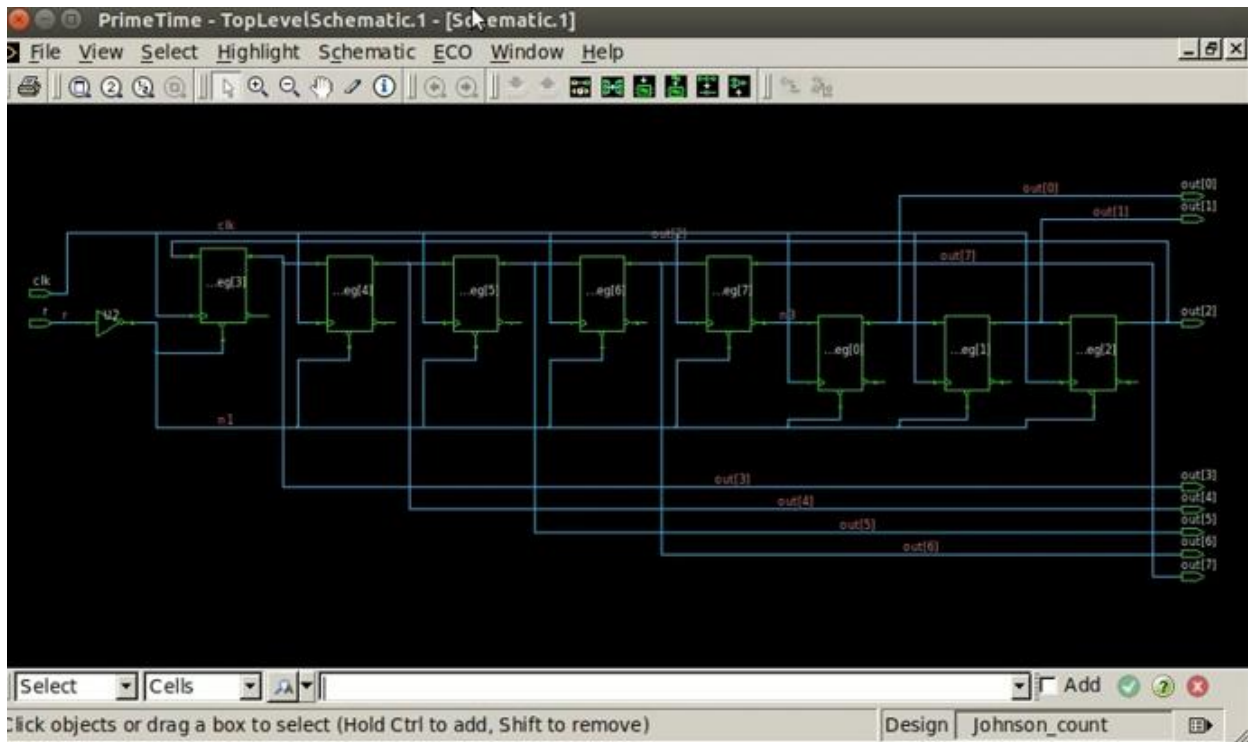 PrimeTime - TopLevelSchematic.1 - [Schematic.1]
File View Select Highlight Schematic ECO Window Help
out[0]
out[0]
out[1]
out[1]
clk
out[2]
out[7]
clk
...eg[3]
...eg[4]
...eg[5]
...eg[6]
...eg[7]
r
r
U2
n3
out[2]
...eg[0]
...eg[1]
...eg[2]
n1
out[3]
out[3]
out[4]
out[4]
out[5]
out[5]
out[6]
out[6]
out[7]
Select Cells Add
Click objects or drag a box to select (Hold Ctrl to add, Shift to remove) Design Johnson_count